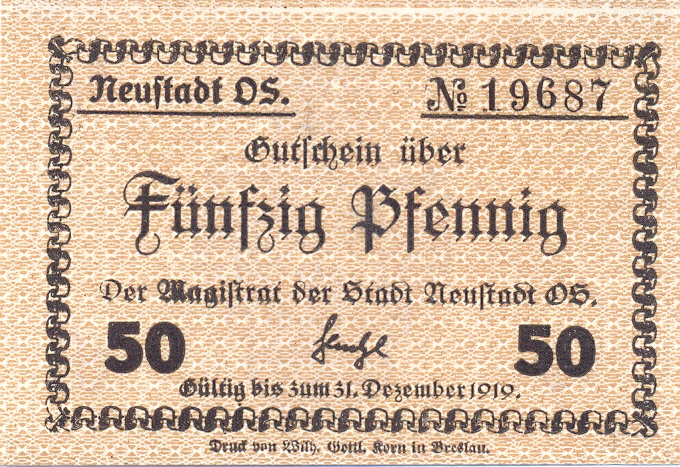 Neustadt OS. № 19687
Gutschein über
Fünfzig Pfennig
Der Magistrat der Stadt Neustadt OS.
50 50
Gültig bis zum 31. Dezember 1919.
Druck von Wilh. Gottl. Korn in Breslau.